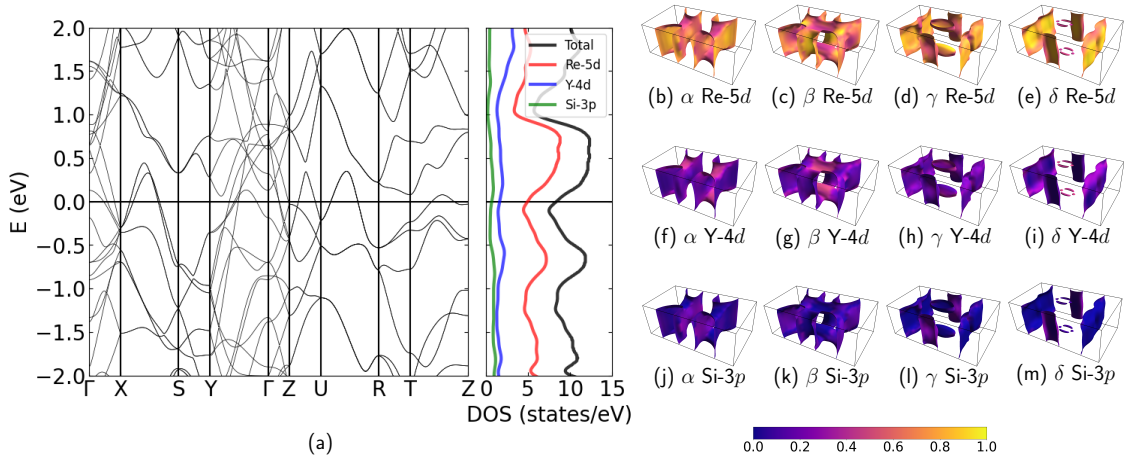 2.0
1.5
1.0
0.5
0.0
−0.5
−1.0
−1.5
−2.0
E (eV)
Γ X S Y Γ Z U R T Z
Total
Re-5d
Y-4d
Si-3p
0 5 10 15
DOS (states/eV)
(a)
(b) α Re-5d (c) β Re-5d (d) γ Re-5d (e) δ Re-5d
(f) α Y-4d (g) β Y-4d (h) γ Y-4d (i) δ Y-4d
(j) α Si-3p (k) β Si-3p (l) γ Si-3p (m) δ Si-3p
0.0 0.2 0.4 0.6 0.8 1.0